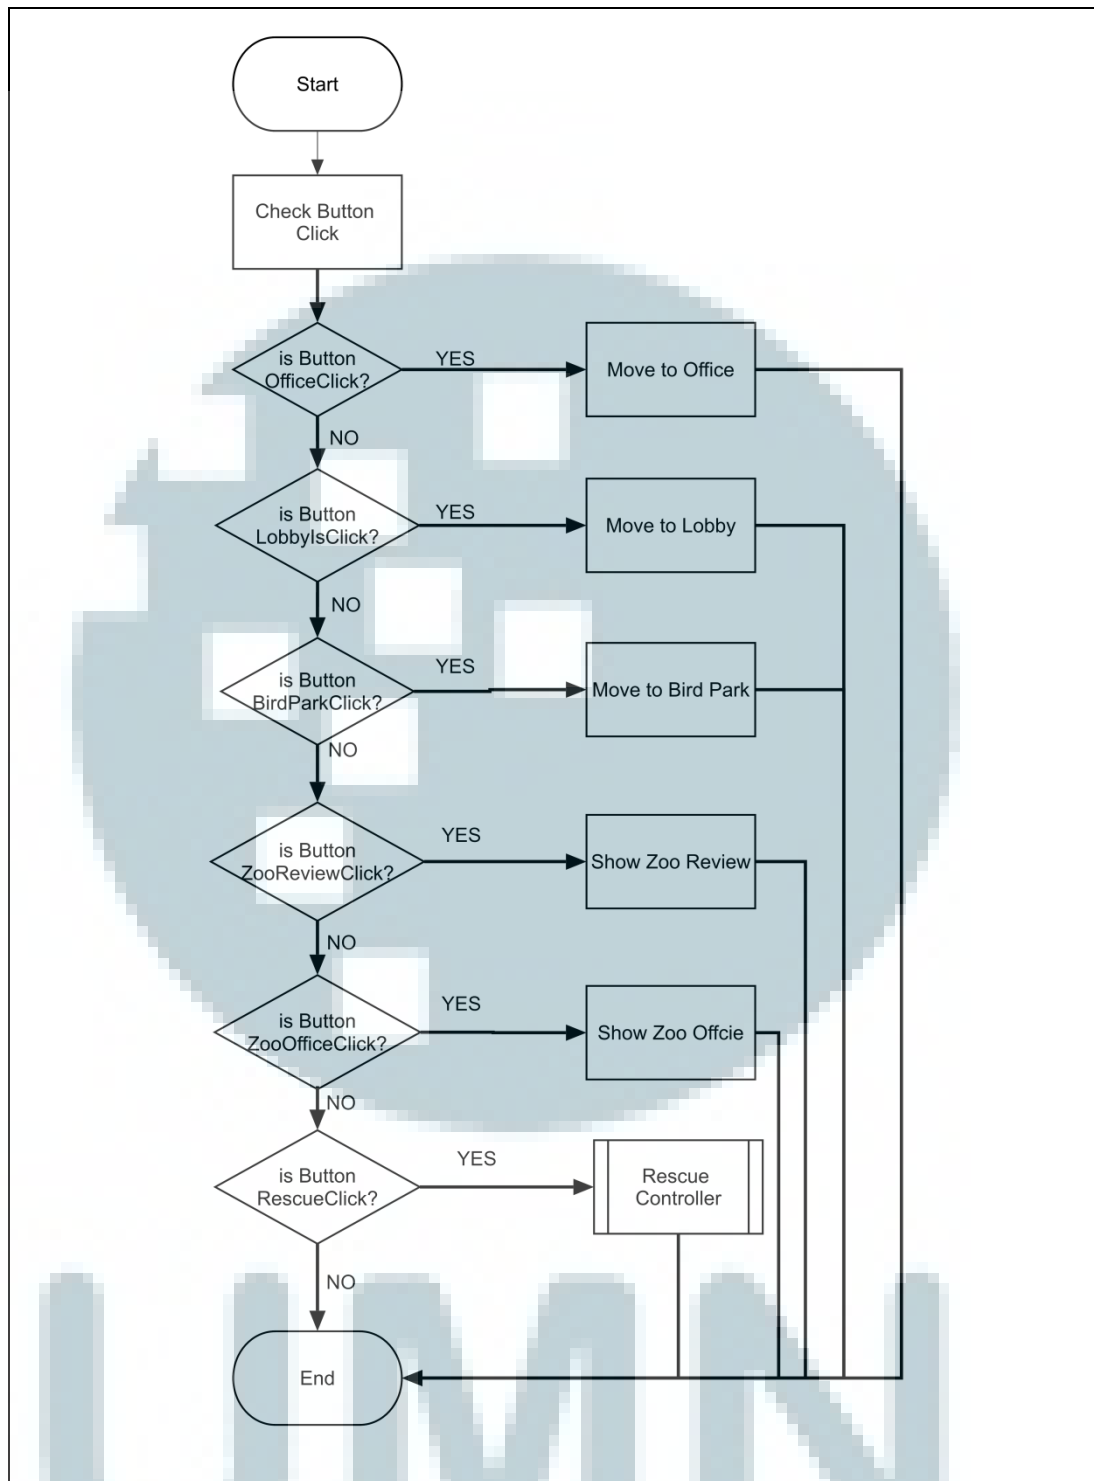 Start
Check Button
Click
is Button
OfficeClick?
YES
Move to Office
NO
is Button
LobbyIsClick?
YES
Move to Lobby
NO
is Button
BirdParkClick?
YES
Move to Bird Park
NO
is Button
ZooReviewClick?
YES
Show Zoo Review
NO
is Button
ZooOfficeClick?
YES
Show Zoo Offcie
NO
is Button
RescueClick?
YES
Rescue
Controller
NO
End
UMN